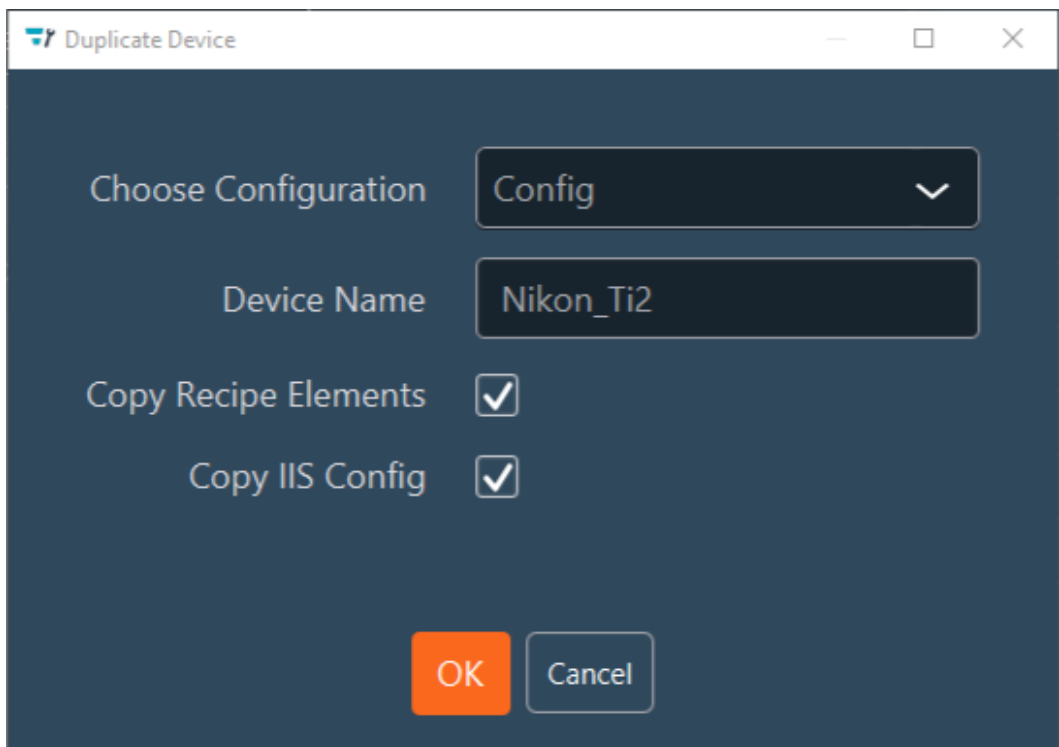 Duplicate Device
Choose Configuration Config
Device Name Nikon_Ti2
Copy Recipe Elements
Copy IIS Config
OK Cancel